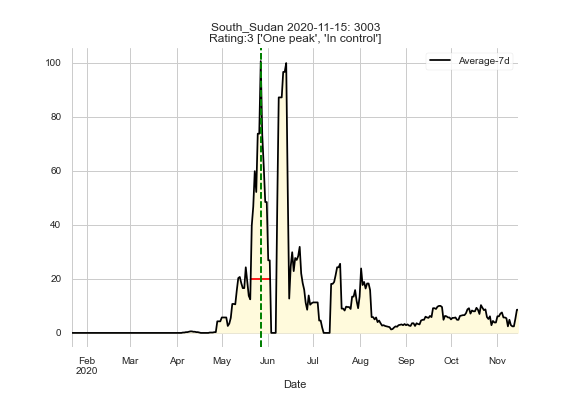 South_Sudan 2020-11-15: 3003
Rating:3 ['One peak', 'In control']
Average-7d
100
80
60
40
20
0
Feb Mar Apr May Jun Jul Aug Sep Oct Nov
2020
Date